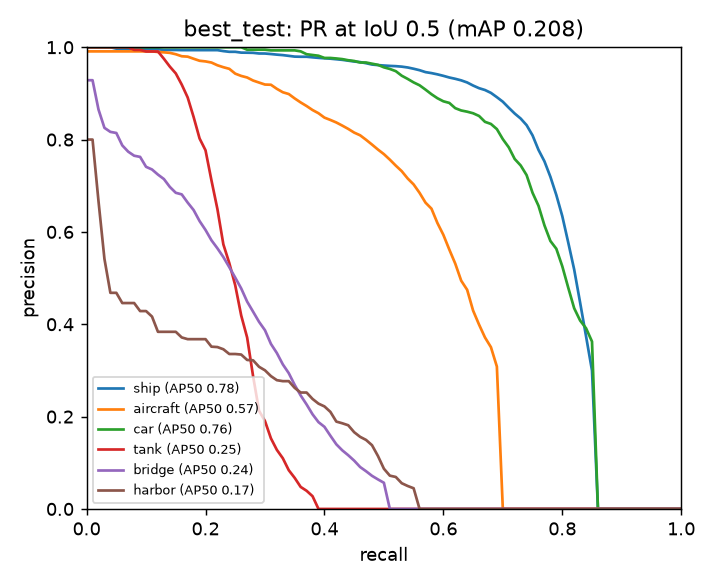 best_test: PR at IoU 0.5 (mAP 0.208)
1.0
0.8
0.6
0.4
0.2
0.0
precision
ship (AP50 0.78)
aircraft (AP50 0.57)
car (AP50 0.76)
tank (AP50 0.25)
bridge (AP50 0.24)
harbor (AP50 0.17)
0.0 0.2 0.4 0.6 0.8 1.0
recall